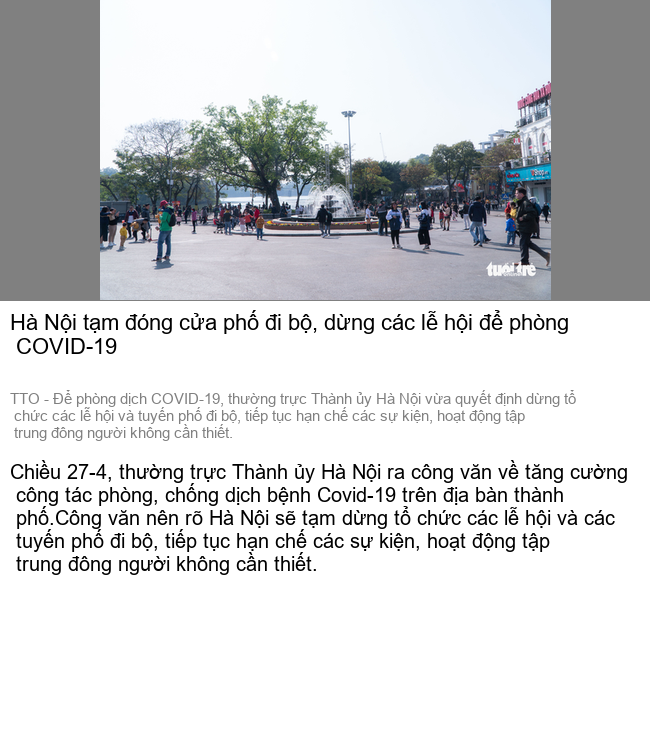 tuổi trẻ
Hà Nội tạm đóng cửa phố đi bộ, dừng các lễ hội để phòng
COVID-19
TTO - Để phòng dịch COVID-19, thường trực Thành ủy Hà Nội vừa quyết định dừng tổ
chức các lễ hội và tuyến phố đi bộ, tiếp tục hạn chế các sự kiện, hoạt động tập
trung đông người không cần thiết.
Chiều 27-4, thường trực Thành ủy Hà Nội ra công văn về tăng cường
công tác phòng, chống dịch bệnh Covid-19 trên địa bàn thành
phố.Công văn nên rõ Hà Nội sẽ tạm dừng tổ chức các lễ hội và các
tuyến phố đi bộ, tiếp tục hạn chế các sự kiện, hoạt động tập
trung đông người không cần thiết.